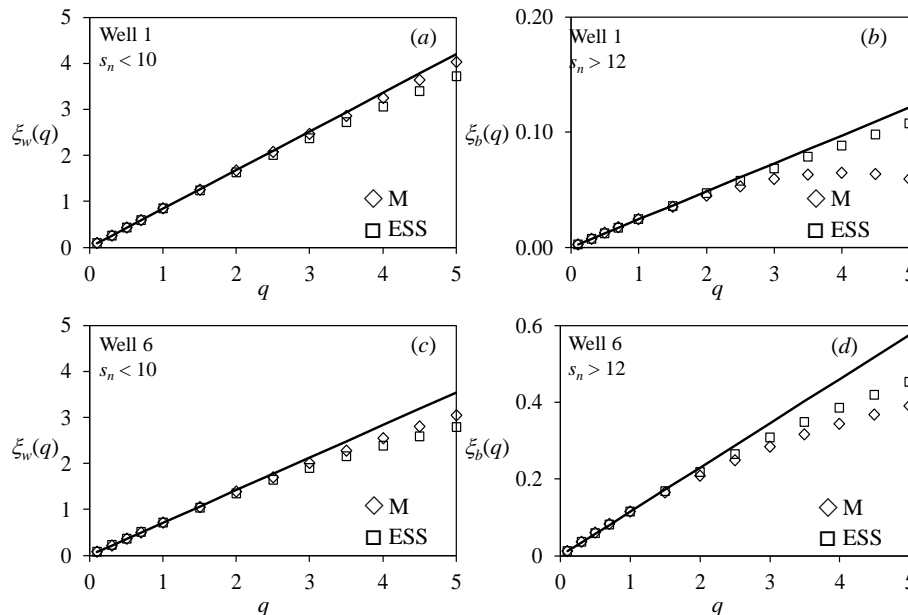 Well 1
s_n < 10
(a)
5
4
3
2
1
0
ξ_w(q)
M
ESS
0 1 2 3 4 5
q
Well 1
s_n > 12
(b)
0.20
0.10
0.00
ξ_b(q)
M
ESS
0 1 2 3 4 5
q
Well 6
s_n < 10
(c)
5
4
3
2
1
0
ξ_w(q)
M
ESS
0 1 2 3 4 5
q
Well 6
s_n > 12
(d)
0.6
0.4
0.2
0
ξ_b(q)
M
ESS
0 1 2 3 4 5
q